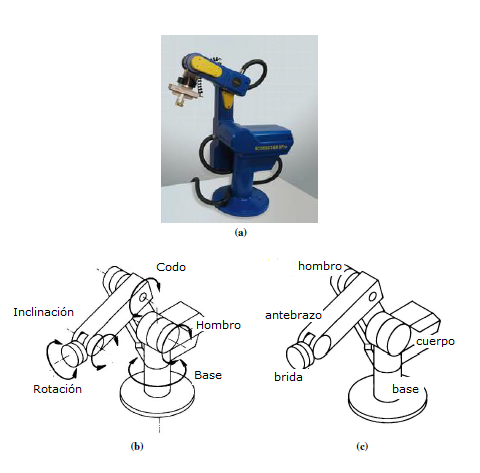 (a)
Codo
Inclinación
Hombro
Base
Rotación
(b)
hombro
antebrazo
cuerpo
brida
base
(c)